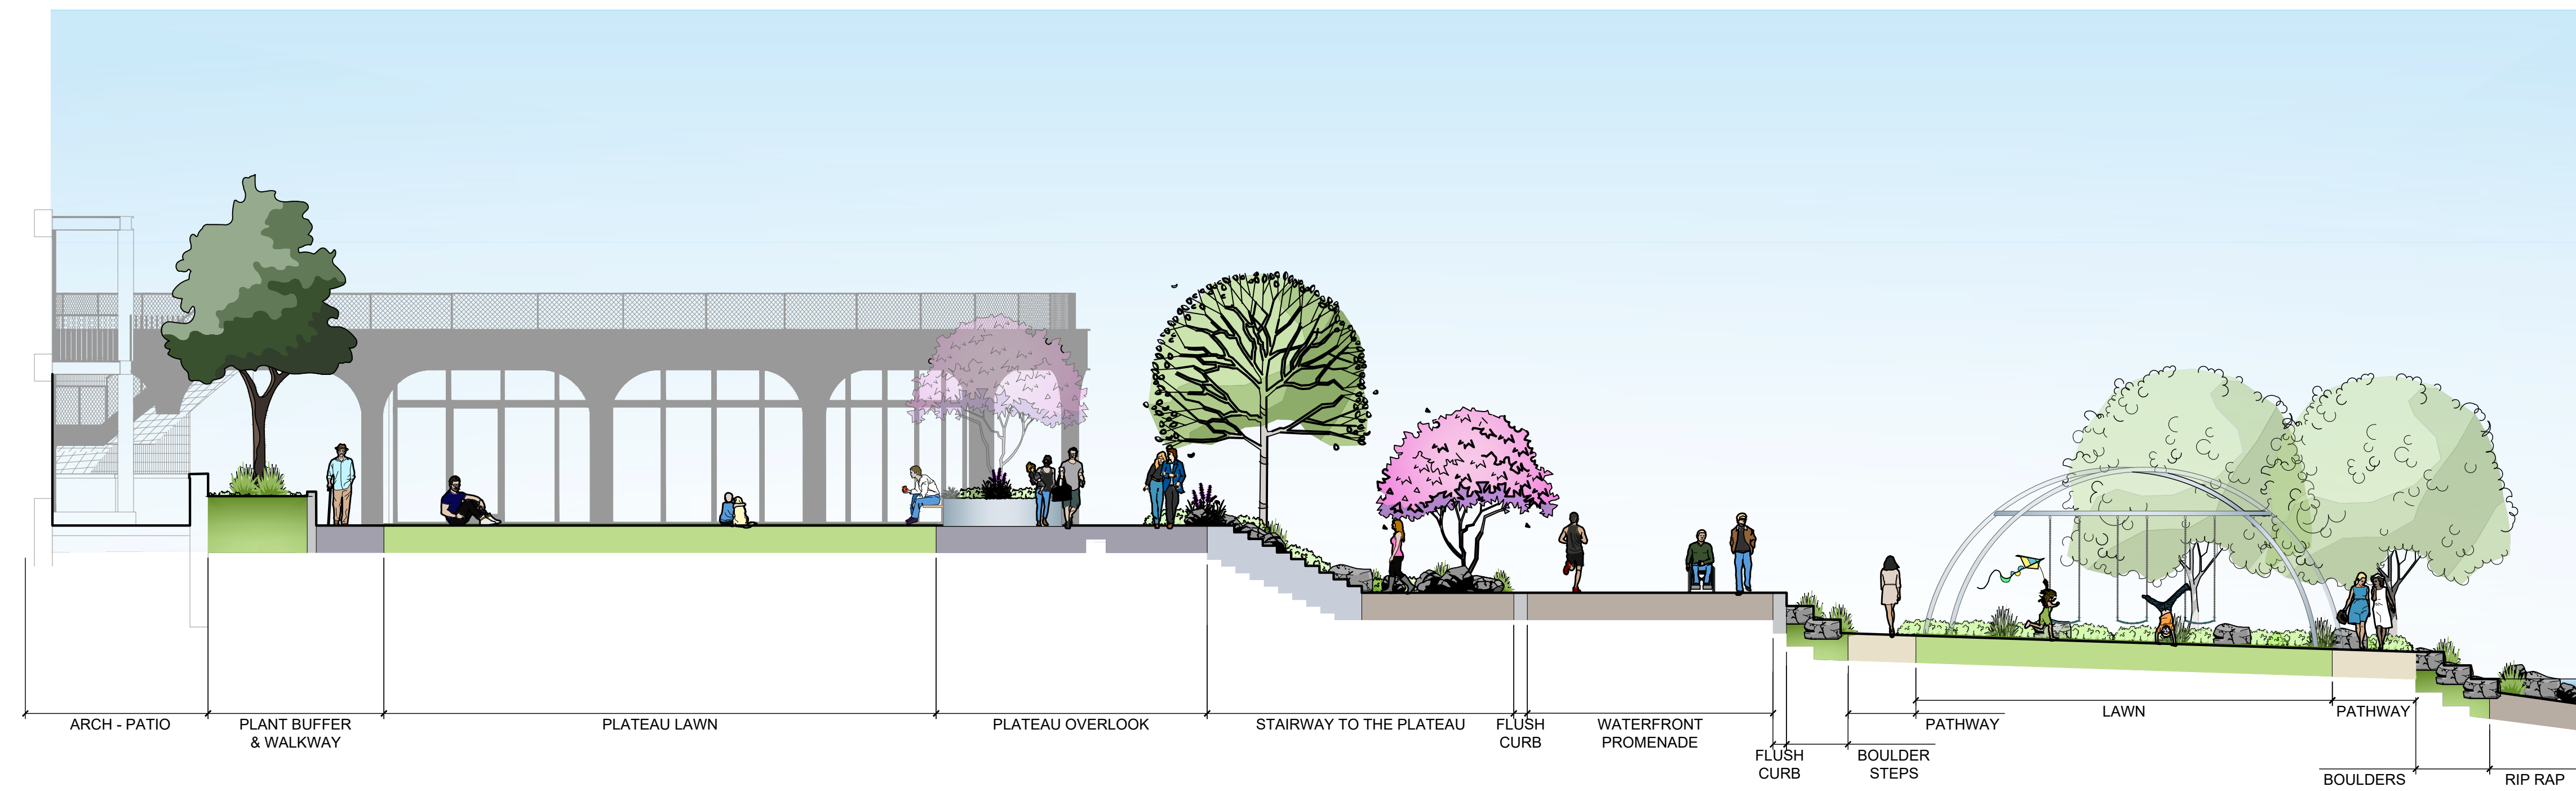 ARCH - PATIO
PLANT BUFFER
& WALKWAY
PLATEAU LAWN
PLATEAU OVERLOOK
STAIRWAY TO THE PLATEAU
FLUSH
CURB
WATERFRONT
PROMENADE
FLUSH
CURB
BOULDER
STEPS
PATHWAY
LAWN
PATHWAY
BOULDERS
RIP RAP